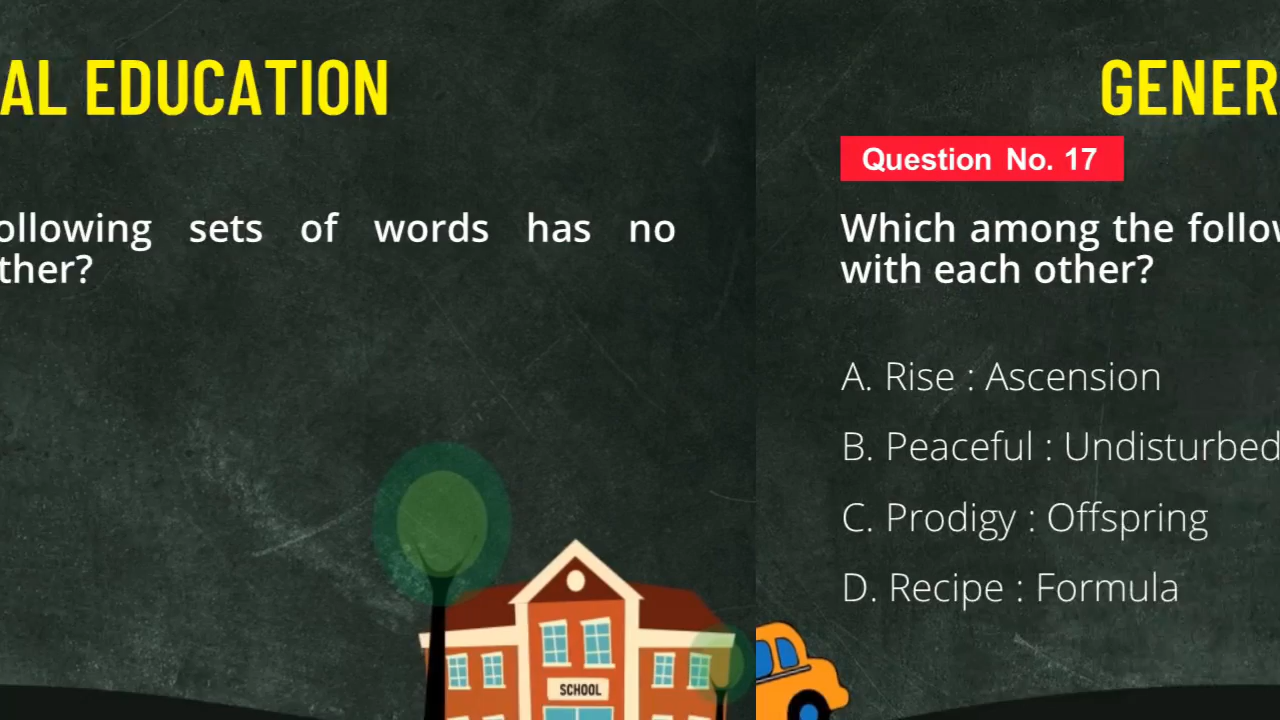 AL EDUCATION
ollowing sets of words has no
ther?
SCHOOL
GENER
Question No. 17
Which among the follow
with each other?
A. Rise : Ascension
B. Peaceful : Undisturbed
C. Prodigy : Offspring
D. Recipe : Formula